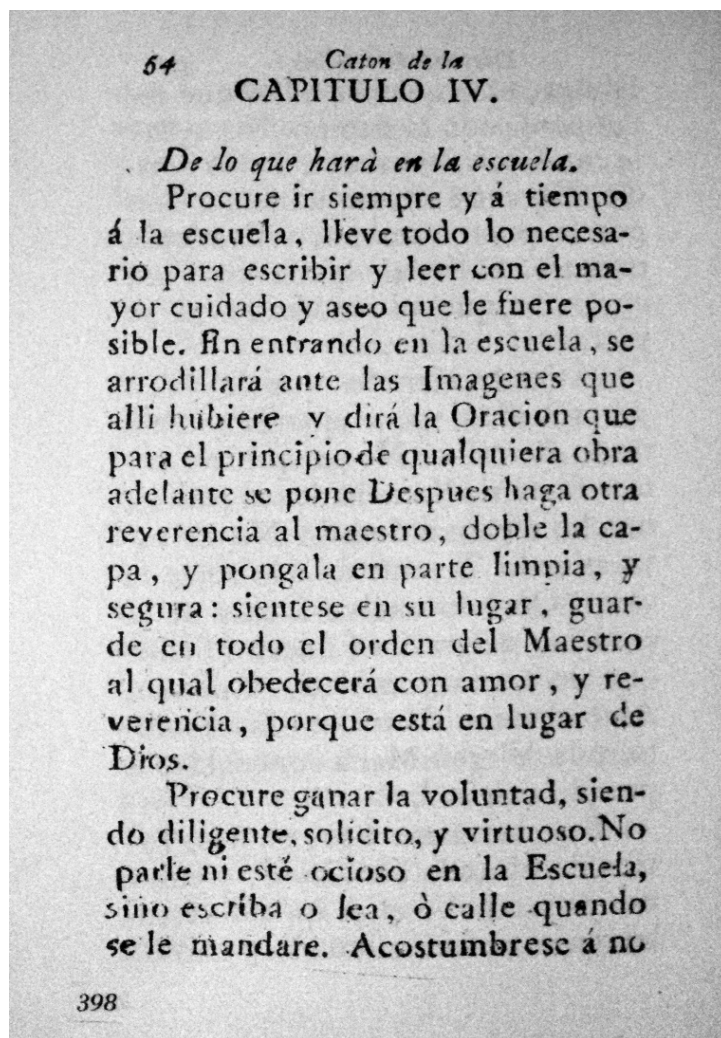 54 Caton de la
CAPITULO IV.
De lo que harà en la escuela.
Procure ir siempre y á tiempo
á la escuela, lleve todo lo necesa-
rio para escribir y leer con el ma-
yor cuidado y aseo que le fuere po-
sible. En entrando en la escuela, se
arrodillará ante las Imagenes que
alli hubiere y dirá la Oracion que
para el principio de qualquiera obra
adelante se pone Despues haga otra
reverencia al maestro, doble la ca-
pa, y pongala en parte limpia, y
segura: sientese en su lugar, guar-
de en todo el orden del Maestro
al qual obedecerá con amor, y re-
verencia, porque está en lugar de
Dios.
Procure ganar la voluntad, sien-
do diligente, solicito, y virtuoso. No
parle ni esté ocioso en la Escuela,
sino escriba o lea, ò calle quando
se le mandare. Acostumbrese á no
398